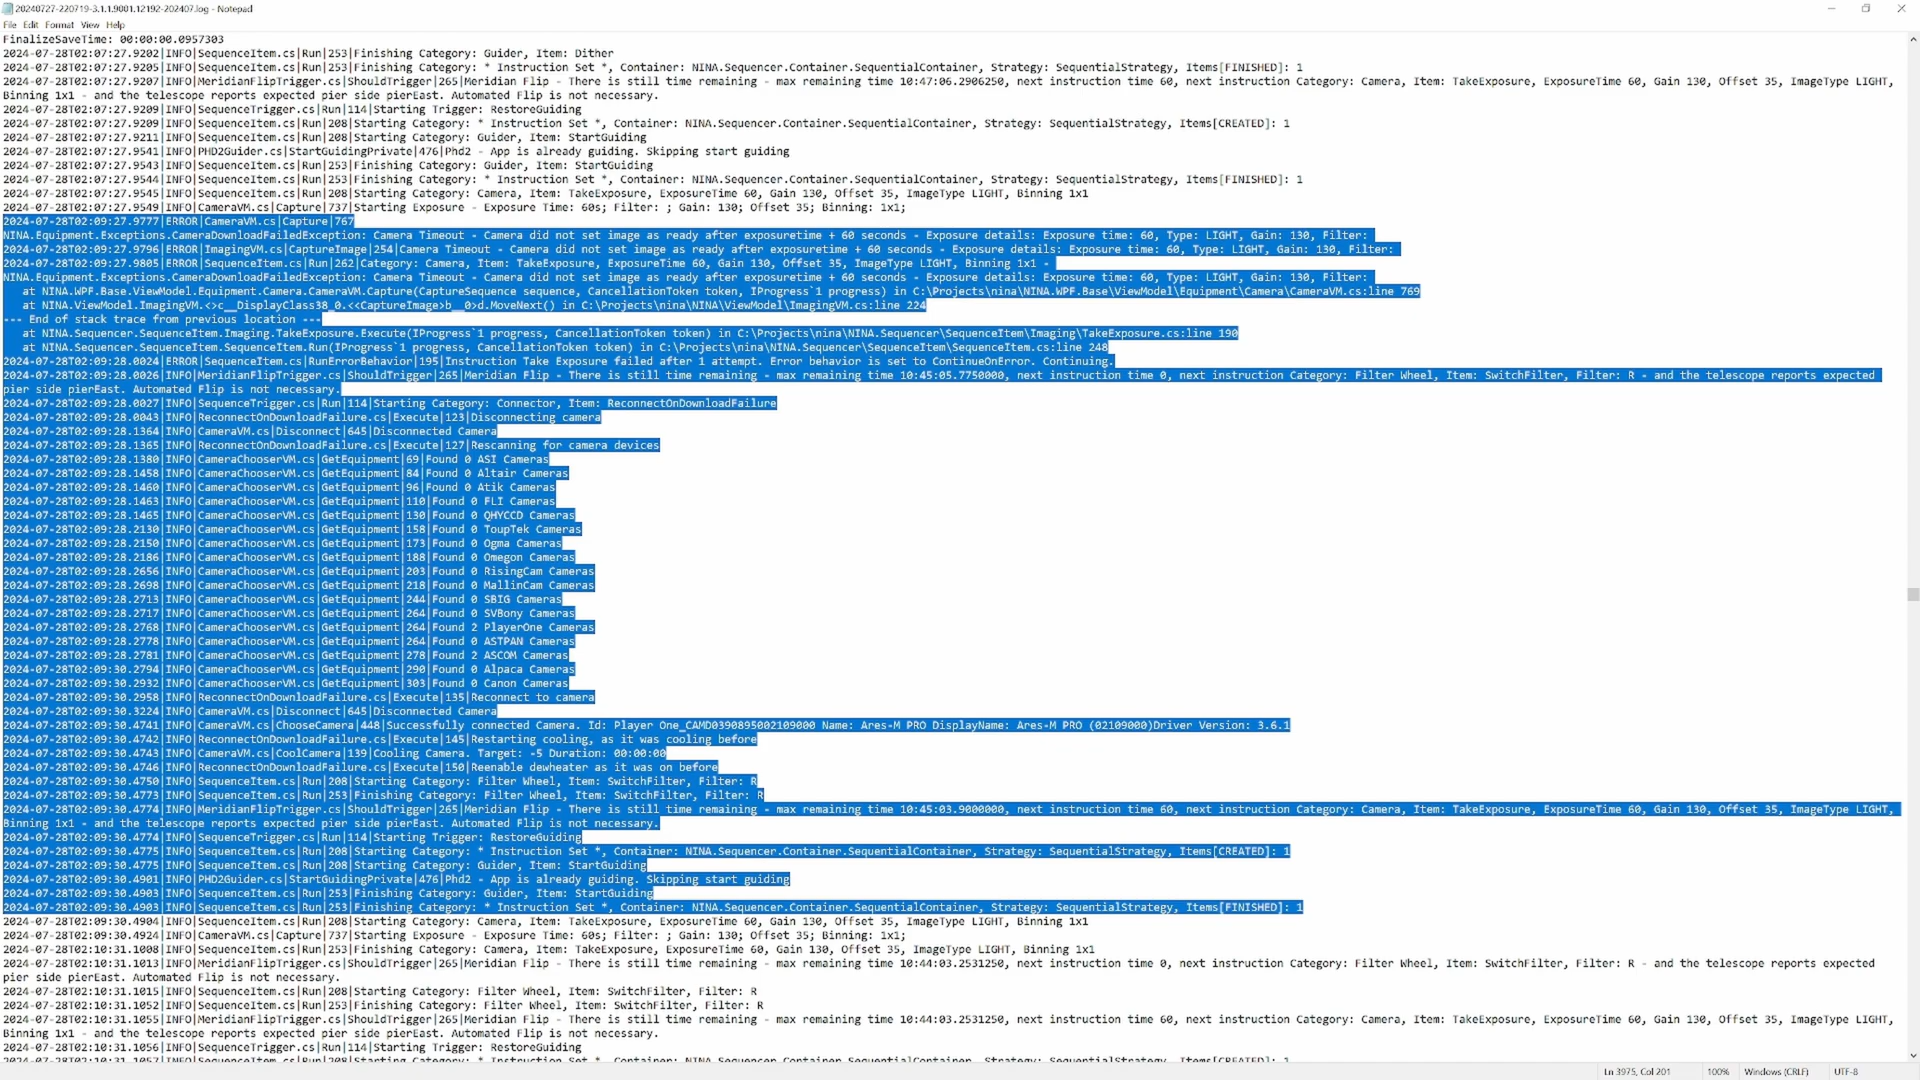 20240727-220719-3.1.1.9001.12192-202407.log - Notepad
File Edit Format View Help
FinalizeSaveTime: 00:00:00.0957303
2024-07-28T02:07:27.9202|INFO|SequenceItem.cs|Run|253|Finishing Category: Guider, Item: Dither
2024-07-28T02:07:27.9205|INFO|SequenceItem.cs|Run|253|Finishing Category: * Instruction Set *, Container: NINA.Sequencer.Container.SequentialContainer, Strategy: SequentialStrategy, Items[FINISHED]: 1
2024-07-28T02:07:27.9207|INFO|MeridianFlipTrigger.cs|ShouldTrigger|265|Meridian Flip - There is still time remaining - max remaining time 10:47:06.2906250, next instruction time 60, next instruction Category: Camera, Item: TakeExposure, ExposureTime 60, Gain 130, Offset 35, ImageType LIGHT,
Binning 1x1 - and the telescope reports expected pier side pierEast. Automated Flip is not necessary.
2024-07-28T02:07:27.9209|INFO|SequenceTrigger.cs|Run|114|Starting Trigger: RestoreGuiding
2024-07-28T02:07:27.9209|INFO|SequenceItem.cs|Run|208|Starting Category: * Instruction Set *, Container: NINA.Sequencer.Container.SequentialContainer, Strategy: SequentialStrategy, Items[CREATED]: 1
2024-07-28T02:07:27.9211|INFO|SequenceItem.cs|Run|208|Starting Category: Guider, Item: StartGuiding
2024-07-28T02:07:27.9541|INFO|PHD2Guider.cs|StartGuidingPrivate|476|Phd2 - App is already guiding. Skipping start guiding
2024-07-28T02:07:27.9543|INFO|SequenceItem.cs|Run|253|Finishing Category: Guider, Item: StartGuiding
2024-07-28T02:07:27.9544|INFO|SequenceItem.cs|Run|253|Finishing Category: * Instruction Set *, Container: NINA.Sequencer.Container.SequentialContainer, Strategy: SequentialStrategy, Items[FINISHED]: 1
2024-07-28T02:07:27.9545|INFO|SequenceItem.cs|Run|208|Starting Category: Camera, Item: TakeExposure, ExposureTime 60, Gain 130, Offset 35, ImageType LIGHT, Binning 1x1
2024-07-28T02:07:27.9549|INFO|CameraVM.cs|Capture|737|Starting Exposure - Exposure Time: 60s; Filter: ; Gain: 130; Offset 35; Binning: 1x1;
2024-07-28T02:09:27.9777|ERROR|CameraVM.cs|Capture|767
NINA.Equipment.Exceptions.CameraDownloadFailedException: Camera Timeout - Camera did not set image as ready after exposuretime + 60 seconds - Exposure details: Exposure time: 60, Type: LIGHT, Gain: 130, Filter:
2024-07-28T02:09:27.9796|ERROR|ImagingVM.cs|CaptureImage|254|Camera Timeout - Camera did not set image as ready after exposuretime + 60 seconds - Exposure details: Exposure time: 60, Type: LIGHT, Gain: 130, Filter:
2024-07-28T02:09:27.9805|ERROR|SequenceItem.cs|Run|262|Category: Camera, Item: TakeExposure, ExposureTime 60, Gain 130, Offset 35, ImageType LIGHT, Binning 1x1 -
NINA.Equipment.Exceptions.CameraDownloadFailedException: Camera Timeout - Camera did not set image as ready after exposuretime + 60 seconds - Exposure details: Exposure time: 60, Type: LIGHT, Gain: 130, Filter:
at NINA.WPF.Base.ViewModel.Equipment.Camera.CameraVM.Capture(CaptureSequence sequence, CancellationToken token, IProgress`1 progress) in C:\Projects\nina\NINA.WPF.Base\ViewModel\Equipment\Camera\CameraVM.cs:line 769
at NINA.ViewModel.ImagingVM.<>c__DisplayClass38_0.<<CaptureImage>b__0>d.MoveNext() in C:\Projects\nina\NINA\ViewModel\ImagingVM.cs:line 224
--- End of stack trace from previous location ---
at NINA.Sequencer.SequenceItem.Imaging.TakeExposure.Execute(IProgress`1 progress, CancellationToken token) in C:\Projects\nina\NINA.Sequencer\SequenceItem\Imaging\TakeExposure.cs:line 190
at NINA.Sequencer.SequenceItem.SequenceItem.Run(IProgress`1 progress, CancellationToken token) in C:\Projects\nina\NINA.Sequencer\SequenceItem\SequenceItem.cs:line 248
2024-07-28T02:09:28.0024|ERROR|SequenceItem.cs|RunErrorBehavior|195|Instruction Take Exposure failed after 1 attempt. Error behavior is set to ContinueOnError. Continuing.
2024-07-28T02:09:28.0026|INFO|MeridianFlipTrigger.cs|ShouldTrigger|265|Meridian Flip - There is still time remaining - max remaining time 10:45:05.7750000, next instruction time 0, next instruction Category: Filter Wheel, Item: SwitchFilter, Filter: R - and the telescope reports expected
pier side pierEast. Automated Flip is not necessary.
2024-07-28T02:09:28.0027|INFO|SequenceTrigger.cs|Run|114|Starting Category: Connector, Item: ReconnectOnDownloadFailure
2024-07-28T02:09:28.0043|INFO|ReconnectOnDownloadFailure.cs|Execute|123|Disconnecting camera
2024-07-28T02:09:28.1364|INFO|CameraVM.cs|Disconnect|645|Disconnected Camera
2024-07-28T02:09:28.1365|INFO|ReconnectOnDownloadFailure.cs|Execute|127|Rescanning for camera devices
2024-07-28T02:09:28.1380|INFO|CameraChooserVM.cs|GetEquipment|69|Found 0 ASI Cameras
2024-07-28T02:09:28.1458|INFO|CameraChooserVM.cs|GetEquipment|84|Found 0 Altair Cameras
2024-07-28T02:09:28.1460|INFO|CameraChooserVM.cs|GetEquipment|96|Found 0 Atik Cameras
2024-07-28T02:09:28.1463|INFO|CameraChooserVM.cs|GetEquipment|110|Found 0 FLI Cameras
2024-07-28T02:09:28.1465|INFO|CameraChooserVM.cs|GetEquipment|130|Found 0 QHYCCD Cameras
2024-07-28T02:09:28.2130|INFO|CameraChooserVM.cs|GetEquipment|158|Found 0 ToupTek Cameras
2024-07-28T02:09:28.2150|INFO|CameraChooserVM.cs|GetEquipment|173|Found 0 Ogma Cameras
2024-07-28T02:09:28.2186|INFO|CameraChooserVM.cs|GetEquipment|188|Found 0 Omegon Cameras
2024-07-28T02:09:28.2656|INFO|CameraChooserVM.cs|GetEquipment|203|Found 0 RisingCam Cameras
2024-07-28T02:09:28.2698|INFO|CameraChooserVM.cs|GetEquipment|218|Found 0 MallinCam Cameras
2024-07-28T02:09:28.2713|INFO|CameraChooserVM.cs|GetEquipment|244|Found 0 SBIG Cameras
2024-07-28T02:09:28.2717|INFO|CameraChooserVM.cs|GetEquipment|264|Found 0 SVBony Cameras
2024-07-28T02:09:28.2768|INFO|CameraChooserVM.cs|GetEquipment|264|Found 2 PlayerOne Cameras
2024-07-28T02:09:28.2778|INFO|CameraChooserVM.cs|GetEquipment|264|Found 0 ASTPAN Cameras
2024-07-28T02:09:28.2781|INFO|CameraChooserVM.cs|GetEquipment|278|Found 2 ASCOM Cameras
2024-07-28T02:09:30.2794|INFO|CameraChooserVM.cs|GetEquipment|290|Found 0 Alpaca Cameras
2024-07-28T02:09:30.2932|INFO|CameraChooserVM.cs|GetEquipment|303|Found 0 Canon Cameras
2024-07-28T02:09:30.2958|INFO|ReconnectOnDownloadFailure.cs|Execute|135|Reconnect to camera
2024-07-28T02:09:30.3224|INFO|CameraVM.cs|Disconnect|645|Disconnected Camera
2024-07-28T02:09:30.4741|INFO|CameraVM.cs|ChooseCamera|448|Successfully connected Camera. Id: Player One_CAMD0390895002109000 Name: Ares-M PRO DisplayName: Ares-M PRO (02109000)Driver Version: 3.6.1
2024-07-28T02:09:30.4742|INFO|ReconnectOnDownloadFailure.cs|Execute|145|Restarting cooling, as it was cooling before
2024-07-28T02:09:30.4743|INFO|CameraVM.cs|CoolCamera|139|Cooling Camera. Target: -5 Duration: 00:00:00
2024-07-28T02:09:30.4746|INFO|ReconnectOnDownloadFailure.cs|Execute|150|Reenable dewheater as it was on before
2024-07-28T02:09:30.4750|INFO|SequenceItem.cs|Run|208|Starting Category: Filter Wheel, Item: SwitchFilter, Filter: R
2024-07-28T02:09:30.4773|INFO|SequenceItem.cs|Run|253|Finishing Category: Filter Wheel, Item: SwitchFilter, Filter: R
2024-07-28T02:09:30.4774|INFO|MeridianFlipTrigger.cs|ShouldTrigger|265|Meridian Flip - There is still time remaining - max remaining time 10:45:03.9000000, next instruction time 60, next instruction Category: Camera, Item: TakeExposure, ExposureTime 60, Gain 130, Offset 35, ImageType LIGHT,
Binning 1x1 - and the telescope reports expected pier side pierEast. Automated Flip is not necessary.
2024-07-28T02:09:30.4774|INFO|SequenceTrigger.cs|Run|114|Starting Trigger: RestoreGuiding
2024-07-28T02:09:30.4775|INFO|SequenceItem.cs|Run|208|Starting Category: * Instruction Set *, Container: NINA.Sequencer.Container.SequentialContainer, Strategy: SequentialStrategy, Items[CREATED]: 1
2024-07-28T02:09:30.4775|INFO|SequenceItem.cs|Run|208|Starting Category: Guider, Item: StartGuiding
2024-07-28T02:09:30.4901|INFO|PHD2Guider.cs|StartGuidingPrivate|476|Phd2 - App is already guiding. Skipping start guiding
2024-07-28T02:09:30.4903|INFO|SequenceItem.cs|Run|253|Finishing Category: Guider, Item: StartGuiding
2024-07-28T02:09:30.4903|INFO|SequenceItem.cs|Run|253|Finishing Category: * Instruction Set *, Container: NINA.Sequencer.Container.SequentialContainer, Strategy: SequentialStrategy, Items[FINISHED]: 1
2024-07-28T02:09:30.4904|INFO|SequenceItem.cs|Run|208|Starting Category: Camera, Item: TakeExposure, ExposureTime 60, Gain 130, Offset 35, ImageType LIGHT, Binning 1x1
2024-07-28T02:09:30.4924|INFO|CameraVM.cs|Capture|737|Starting Exposure - Exposure Time: 60s; Filter: ; Gain: 130; Offset 35; Binning: 1x1;
2024-07-28T02:10:31.1008|INFO|SequenceItem.cs|Run|253|Finishing Category: Camera, Item: TakeExposure, ExposureTime 60, Gain 130, Offset 35, ImageType LIGHT, Binning 1x1
2024-07-28T02:10:31.1013|INFO|MeridianFlipTrigger.cs|ShouldTrigger|265|Meridian Flip - There is still time remaining - max remaining time 10:44:03.2531250, next instruction time 0, next instruction Category: Filter Wheel, Item: SwitchFilter, Filter: R - and the telescope reports expected
pier side pierEast. Automated Flip is not necessary.
2024-07-28T02:10:31.1015|INFO|SequenceItem.cs|Run|208|Starting Category: Filter Wheel, Item: SwitchFilter, Filter: R
2024-07-28T02:10:31.1052|INFO|SequenceItem.cs|Run|253|Finishing Category: Filter Wheel, Item: SwitchFilter, Filter: R
2024-07-28T02:10:31.1055|INFO|MeridianFlipTrigger.cs|ShouldTrigger|265|Meridian Flip - There is still time remaining - max remaining time 10:44:03.2531250, next instruction time 60, next instruction Category: Camera, Item: TakeExposure, ExposureTime 60, Gain 130, Offset 35, ImageType LIGHT,
Binning 1x1 - and the telescope reports expected pier side pierEast. Automated Flip is not necessary.
2024-07-28T02:10:31.1056|INFO|SequenceTrigger.cs|Run|114|Starting Trigger: RestoreGuiding
2024-07-28T02:10:31.1057|INFO|SequenceItem.cs|Run|208|Starting Category: * Instruction Set *, Container: NINA.Sequencer.Container.SequentialContainer, Strategy: SequentialStrategy, Items[CREATED]: 1
Ln 3975, Col 201 100% Windows (CRLF) UTF-8